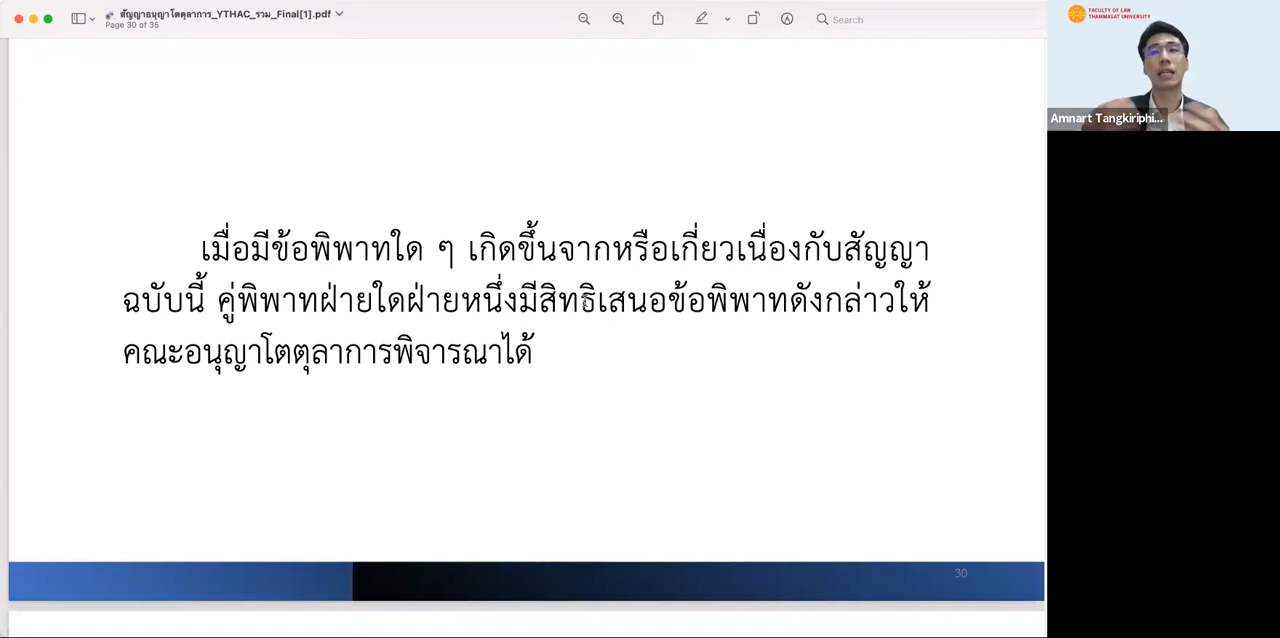 สัญญาอนุญาโตตุลาการ_YTHAC_รวม_Final[1].pdf
Page 30 of 35
Search
FACULTY OF LAW
THAMMASAT UNIVERSITY
Amnart Tangkiriphi...
เมื่อมีข้อพิพาทใด ๆ เกิดขึ้นจากหรือเกี่ยวเนื่องกับสัญญา
ฉบับนี้ คู่พิพาทฝ่ายใดฝ่ายหนึ่งมีสิทธิเสนอข้อพิพาทดังกล่าวให้
คณะอนุญาโตตุลาการพิจารณาได้
30